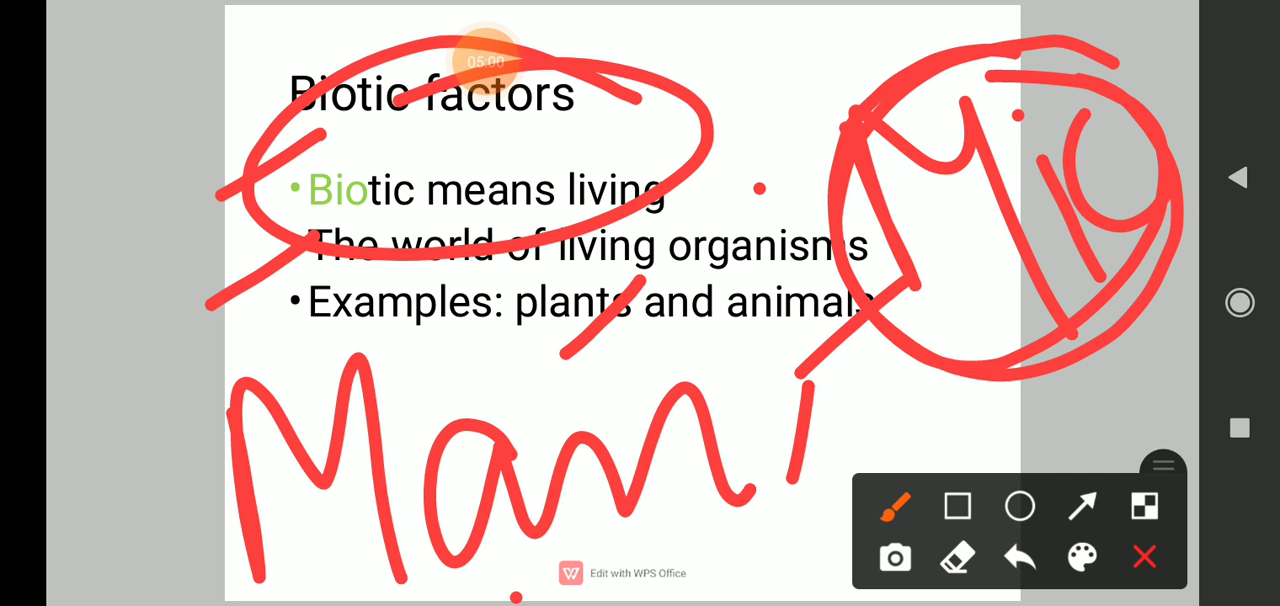 05:00
Biotic factors
• Biotic means living
The world of living organisms
• Examples: plants and animals
Mani
Edit with WPS Office